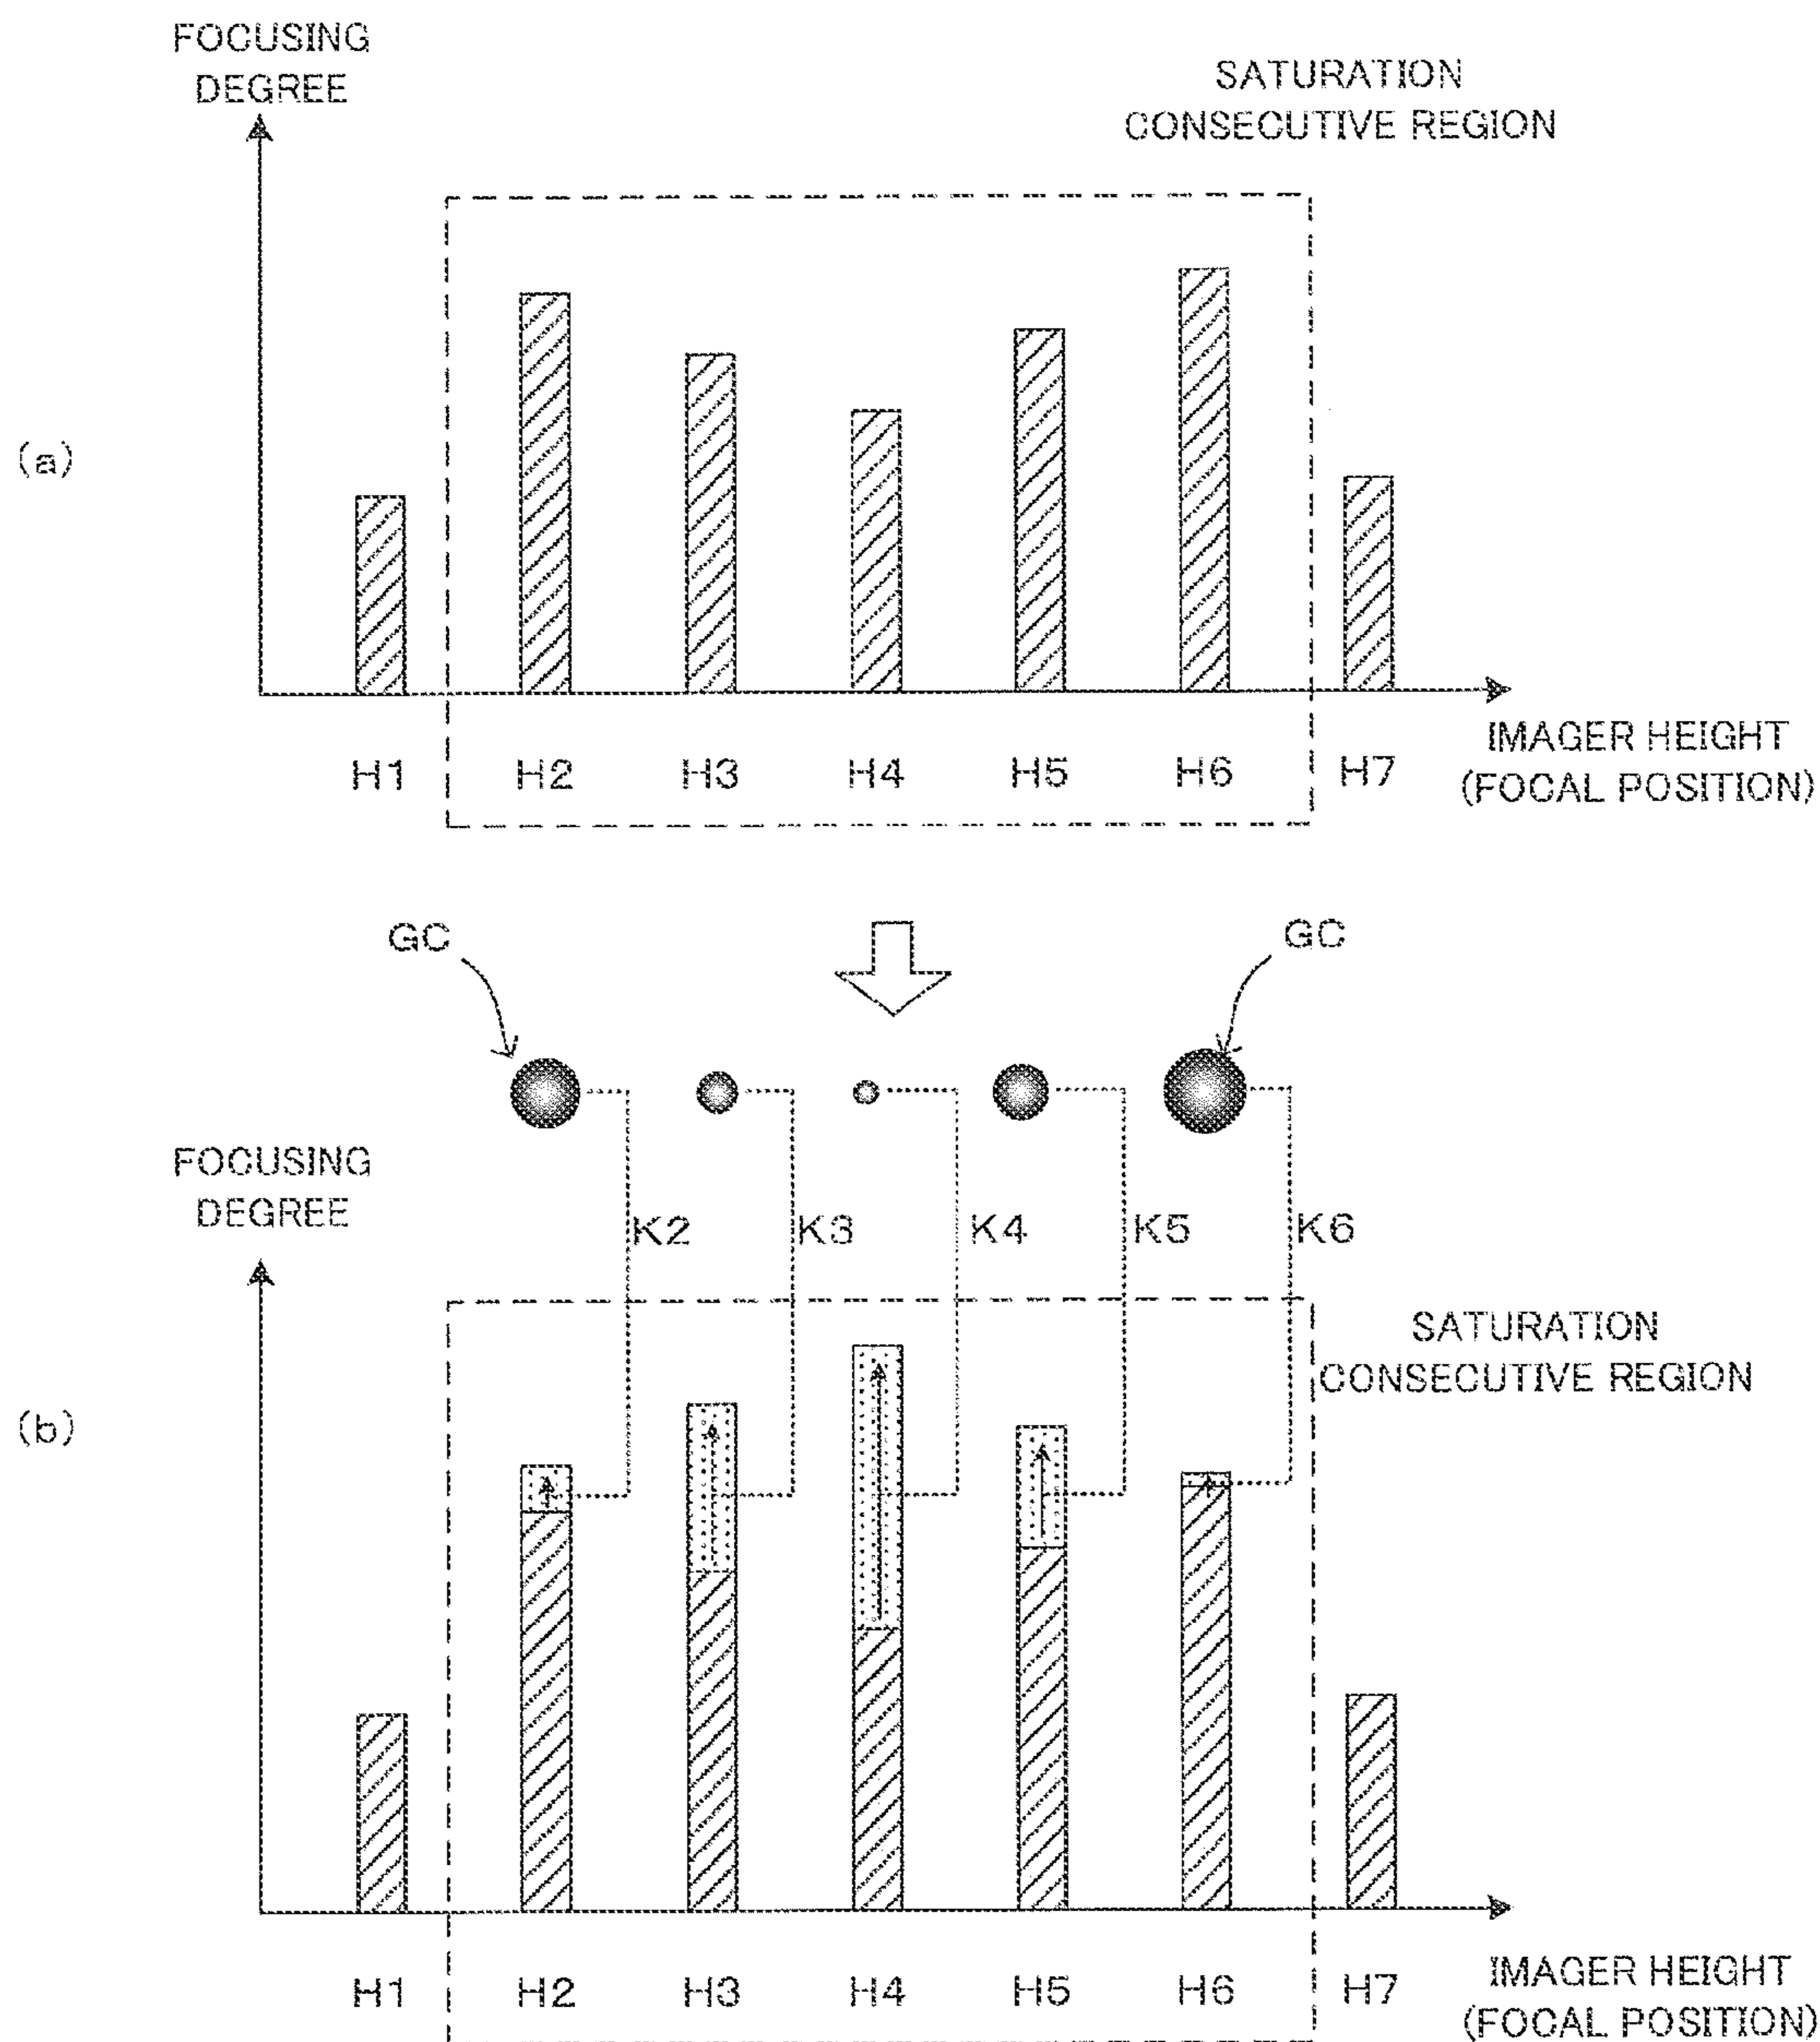 FOCUSING
DEGREE
SATURATION
CONSECUTIVE REGION
(a)
H1 H2 H3 H4 H5 H6 H7
IMAGER HEIGHT
(FOCAL POSITION)
GC GC
FOCUSING
DEGREE
K2 K3 K4 K5 K6
SATURATION
CONSECUTIVE REGION
(b)
H1 H2 H3 H4 H5 H6 H7
IMAGER HEIGHT
(FOCAL POSITION)